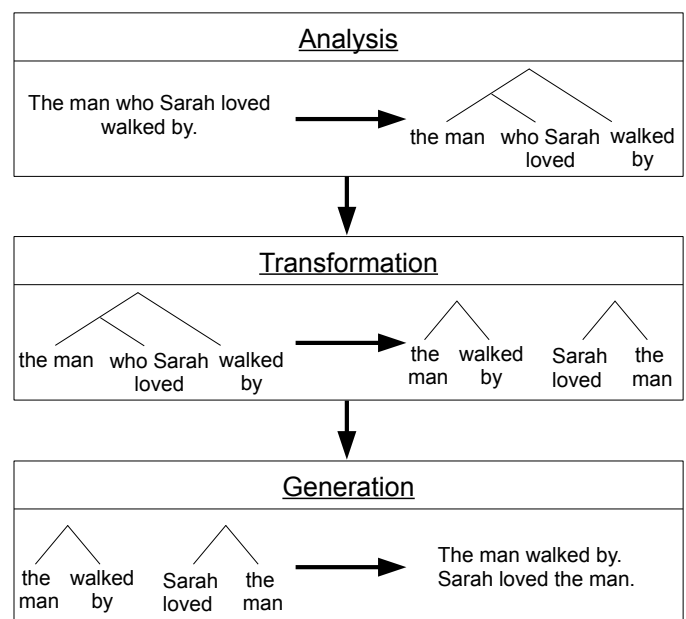 Analysis
The man who Sarah loved
walked by.
the man who Sarah walked
loved by
Transformation
the man who Sarah walked
loved by
the walked Sarah the
man by loved man
Generation
the walked Sarah the
man by loved man
The man walked by.
Sarah loved the man.